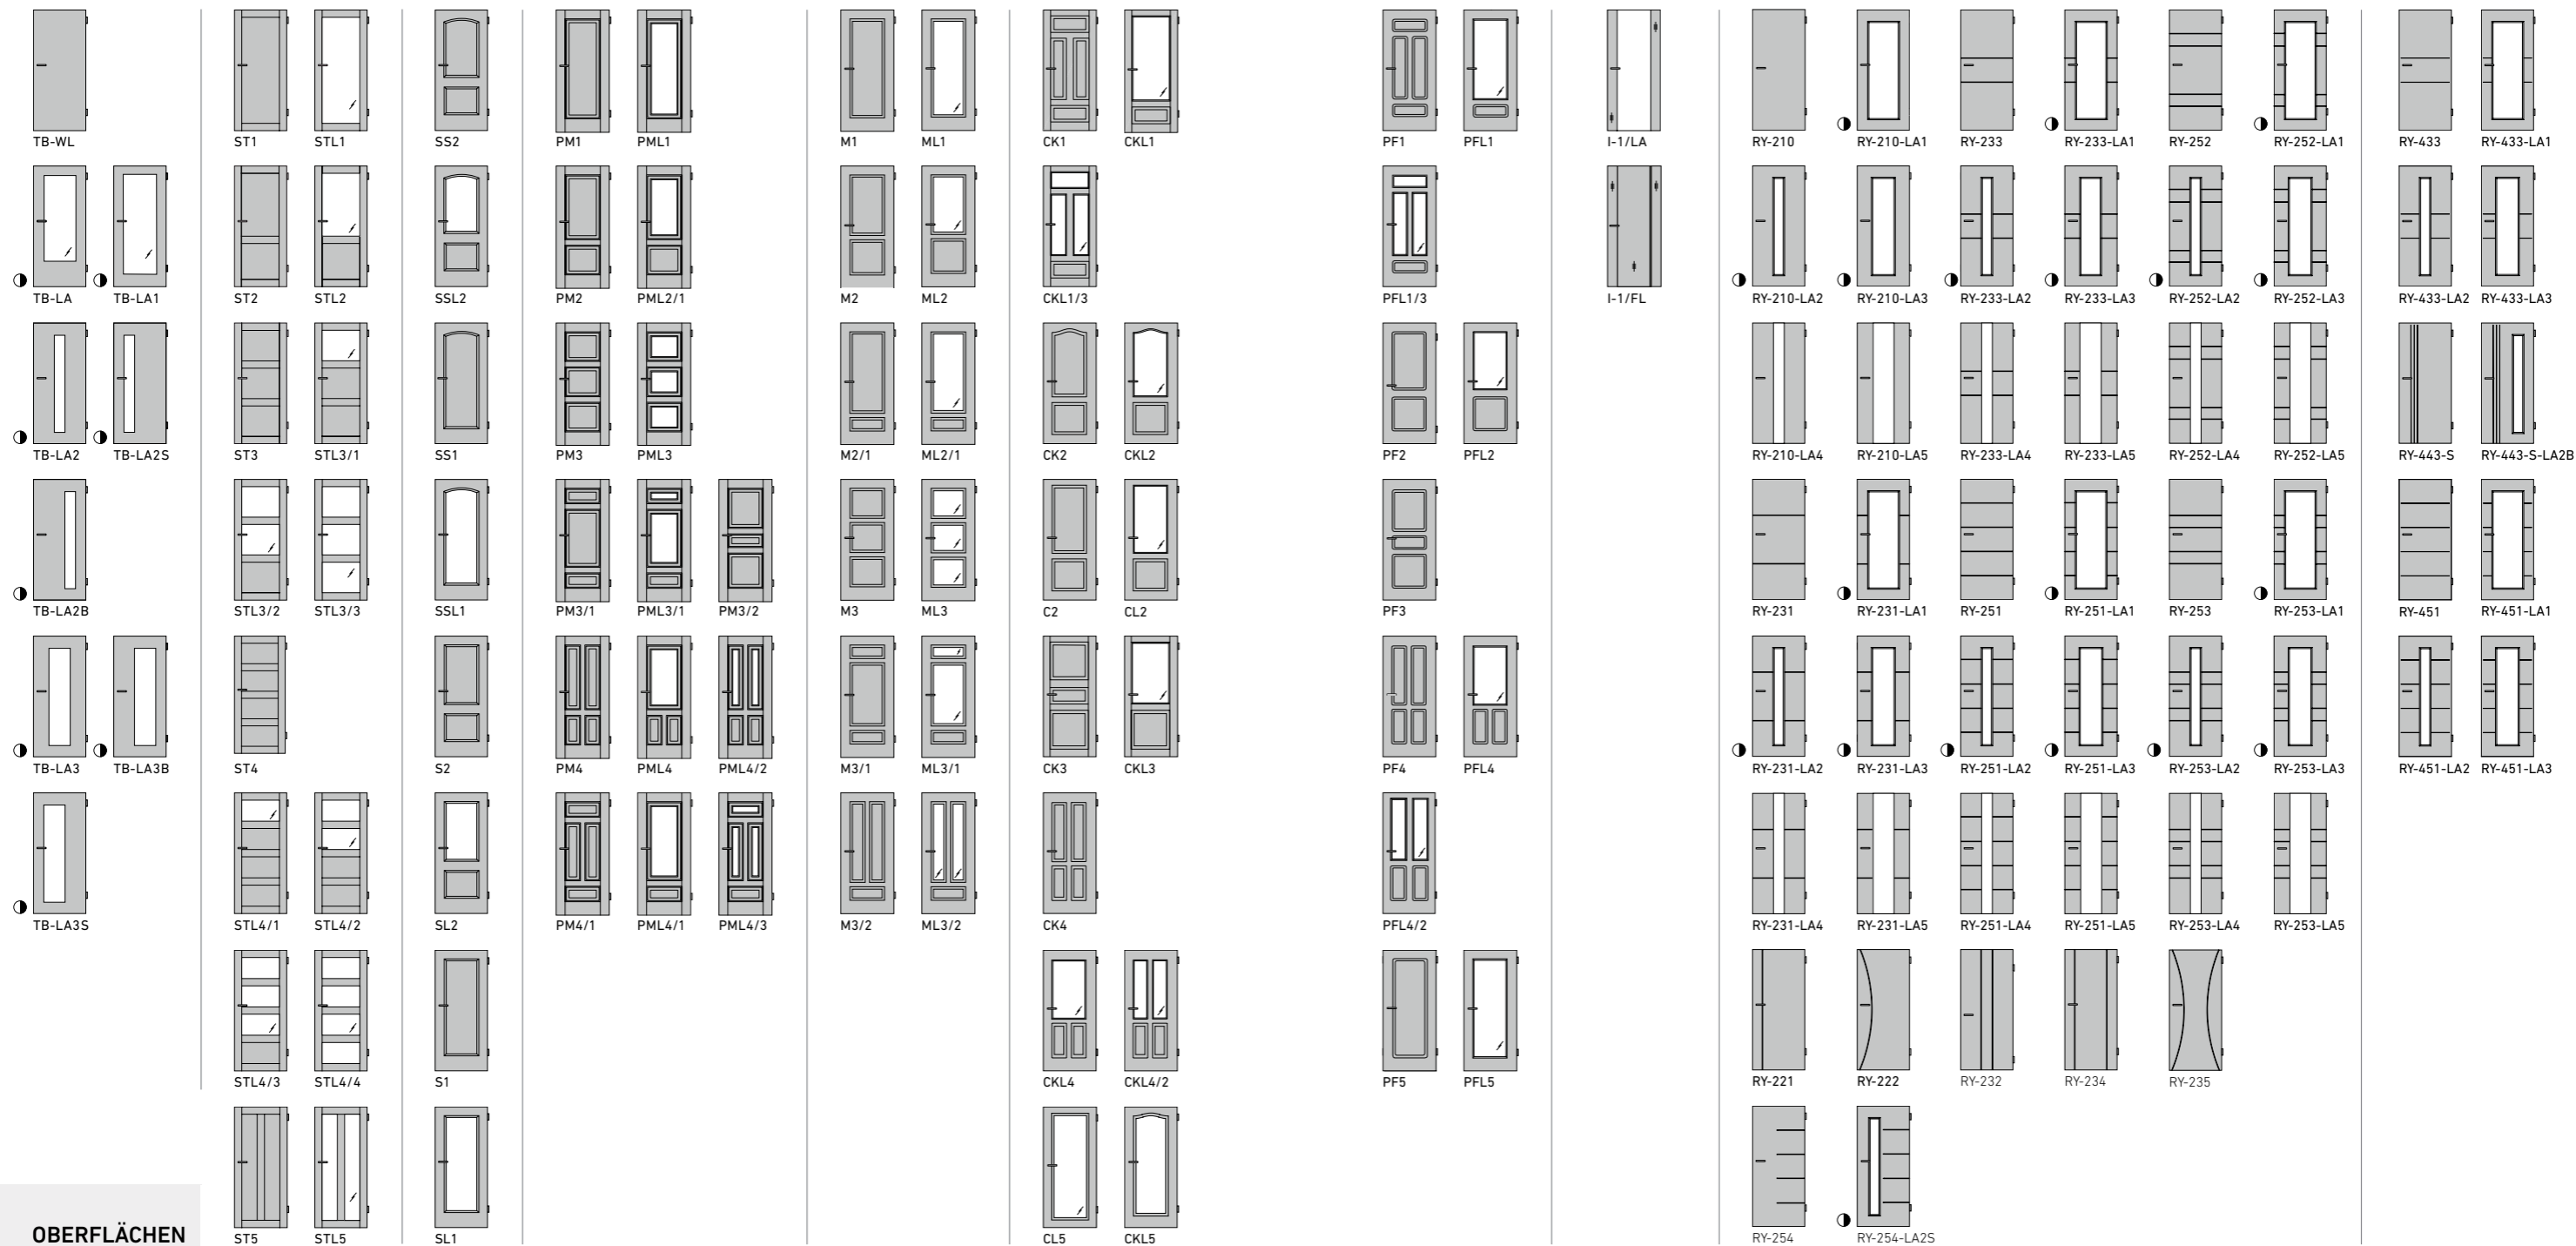 TB-WL ST1 STL1 SS2 PM1 PML1 M1 ML1 CK1 CKL1 PF1 PFL1 I-1/LA RY-210 RY-210-LA1 RY-233 RY-233-LA1 RY-252 RY-252-LA1 RY-433 RY-433-LA1
TB-LA TB-LA1 ST2 STL2 SSL2 PM2 PML2/1 M2 ML2 CKL1/3 PFL1/3 I-1/FL RY-210-LA2 RY-210-LA3 RY-233-LA2 RY-233-LA3 RY-252-LA2 RY-252-LA3 RY-433-LA2 RY-433-LA3
TB-LA2 TB-LA2S ST3 STL3/1 SS1 PM3 PML3 M2/1 ML2/1 CK2 CKL2 PF2 PFL2 RY-210-LA4 RY-210-LA5 RY-233-LA4 RY-233-LA5 RY-252-LA4 RY-252-LA5 RY-443-S RY-443-S-LA2B
TB-LA2B STL3/2 STL3/3 SSL1 PM3/1 PML3/1 PM3/2 M3 ML3 C2 CL2 PF3 RY-231 RY-231-LA1 RY-251 RY-251-LA1 RY-253 RY-253-LA1 RY-451 RY-451-LA1
TB-LA3 TB-LA3B ST4 S2 PM4 PML4 PML4/2 M3/1 ML3/1 CK3 CKL3 PF4 PFL4 RY-231-LA2 RY-231-LA3 RY-251-LA2 RY-251-LA3 RY-253-LA2 RY-253-LA3 RY-451-LA2 RY-451-LA3
TB-LA3S STL4/1 STL4/2 SL2 PM4/1 PML4/1 PML4/3 M3/2 ML3/2 CK4 PFL4/2 RY-231-LA4 RY-231-LA5 RY-251-LA4 RY-251-LA5 RY-253-LA4 RY-253-LA5
STL4/3 STL4/4 S1 CKL4 CKL4/2 PF5 PFL5 RY-221 RY-222 RY-232 RY-234 RY-235
OBERFLÄCHEN ST5 STL5 SL1 CL5 CKL5 RY-254 RY-254-LA2S